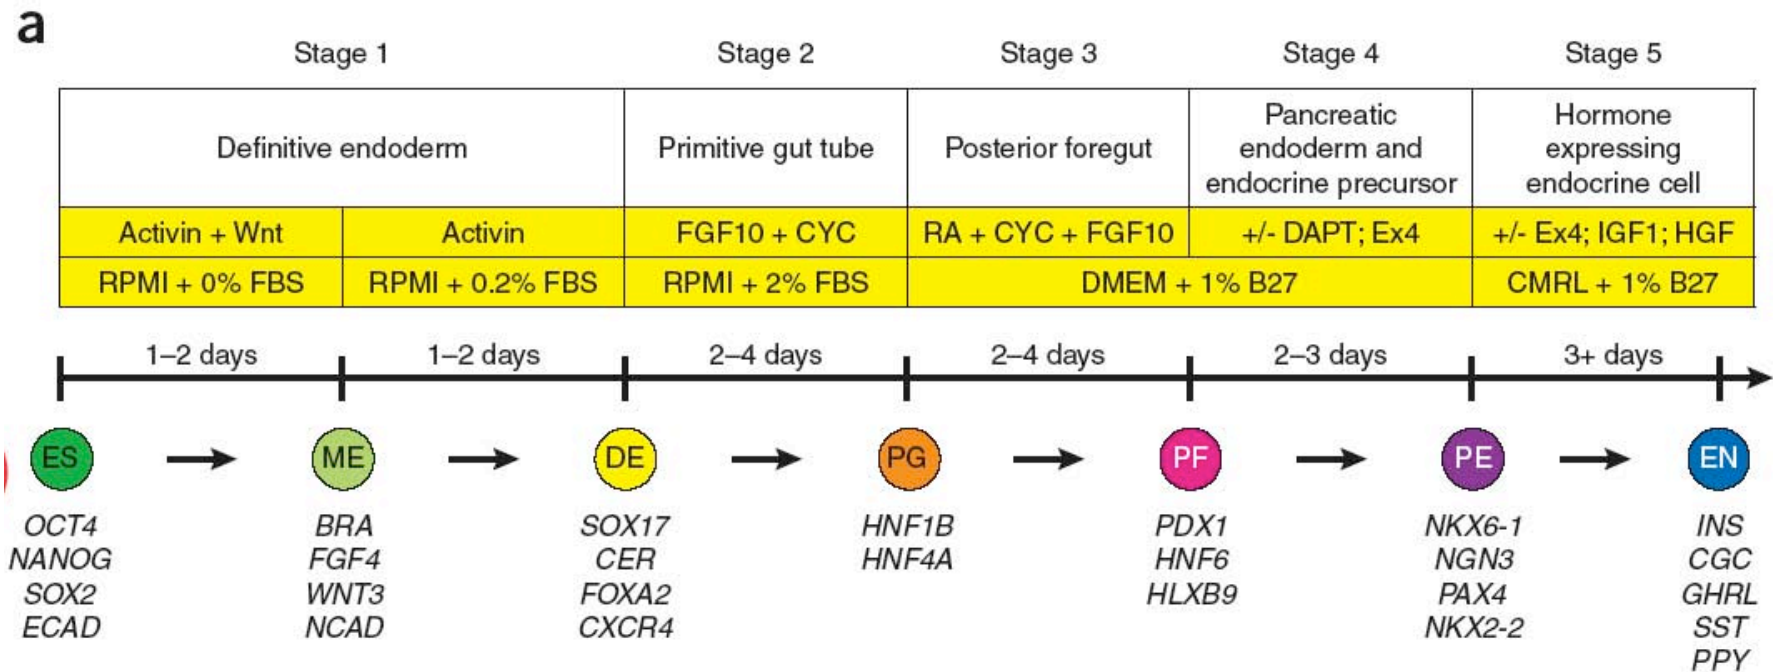 a
Stage 1 Stage 2 Stage 3 Stage 4 Stage 5
Definitive endoderm
Primitive gut tube
Posterior foregut
Pancreatic
endoderm and
endocrine precursor
Hormone
expressing
endocrine cell
Activin + Wnt
Activin
FGF10 + CYC
RA + CYC + FGF10
+/- DAPT; Ex4
+/- Ex4; IGF1; HGF
RPMI + 0% FBS
RPMI + 0.2% FBS
RPMI + 2% FBS
DMEM + 1% B27
CMRL + 1% B27
1–2 days 1–2 days 2–4 days 2–4 days 2–3 days 3+ days
ES ME DE PG PF PE EN
OCT4
NANOG
SOX2
ECAD
BRA
FGF4
WNT3
NCAD
SOX17
CER
FOXA2
CXCR4
HNF1B
HNF4A
PDX1
HNF6
HLXB9
NKX6-1
NGN3
PAX4
NKX2-2
INS
CGC
GHRL
SST
PPY